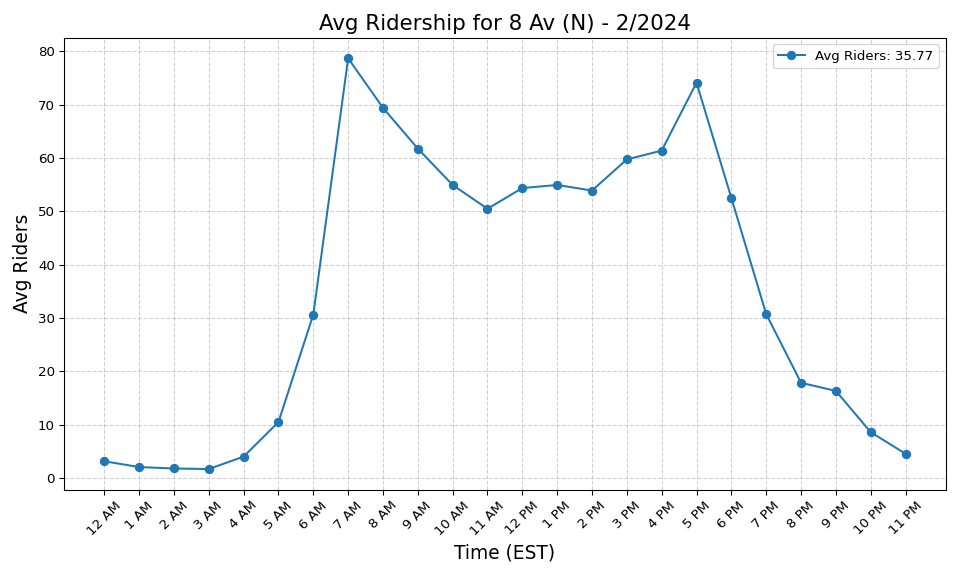 Avg Ridership for 8 Av (N) - 2/2024
Avg Riders: 35.77
Avg Riders
80
70
60
50
40
30
20
10
0
12 AM
1 AM
2 AM
3 AM
4 AM
5 AM
6 AM
7 AM
8 AM
9 AM
10 AM
11 AM
12 PM
1 PM
2 PM
3 PM
4 PM
5 PM
6 PM
7 PM
8 PM
9 PM
10 PM
11 PM
Time (EST)